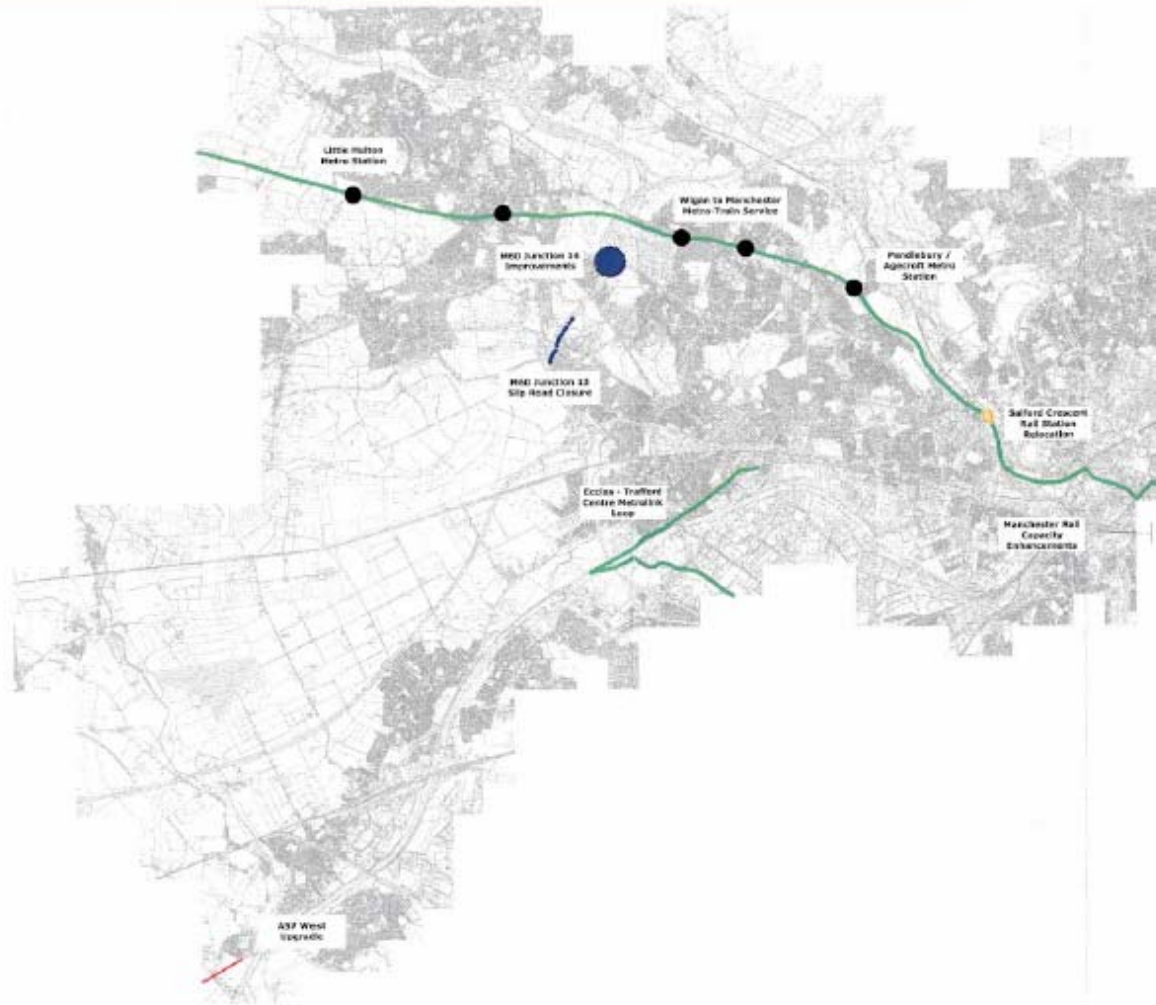 Little Hulton
Metro Station
Wigan to Manchester
Metro-Train Service
M60 Junction 14
Improvements
Pendlebury /
Agecroft Metro
Station
M60 Junction 13
Slip Road Closure
Salford Crescent
Rail Station
Relocation
Eccles - Trafford
Centre Metrolink
Loop
Manchester Rail
Capacity
Enhancements
A57 West
Upgrade